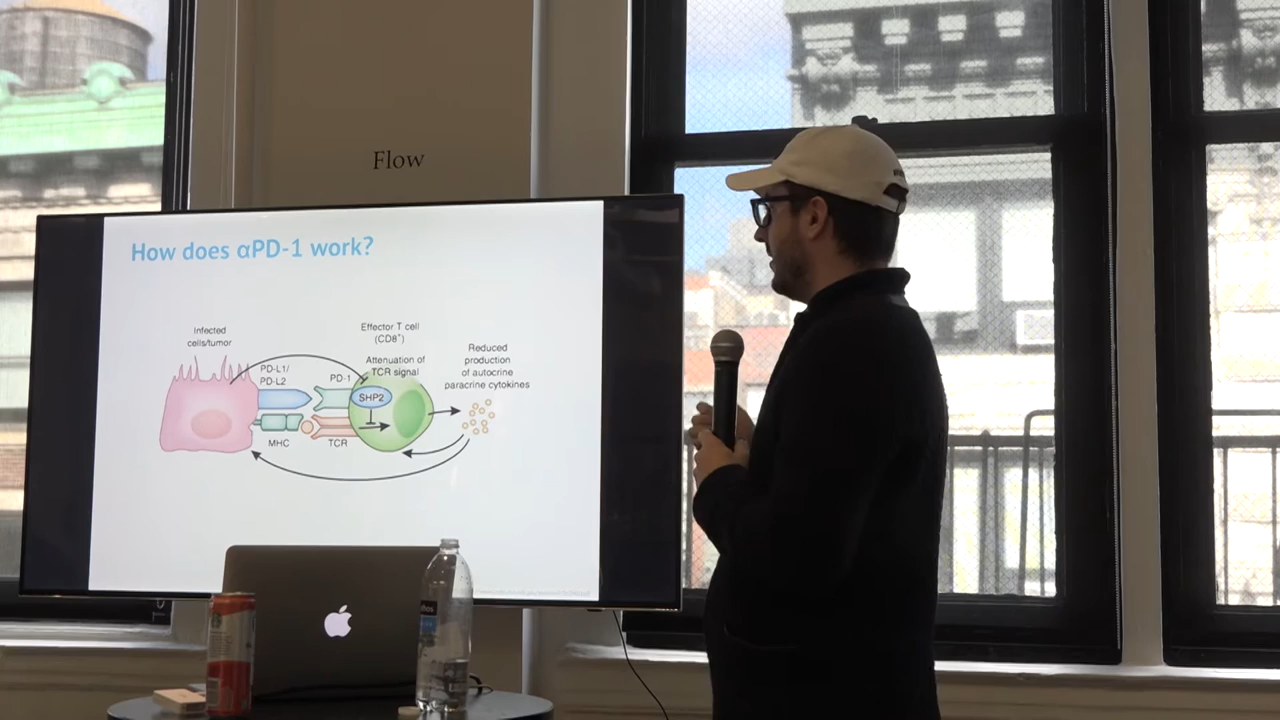 Flow
How does αPD-1 work?
Infected
cells/tumor
Effector T cell
(CD8⁺)
Attenuation of
TCR signal
Reduced
production
of autocrine
paracrine cytokines
PD-L1/
PD-L2
PD-1
SHP2
MHC
TCR